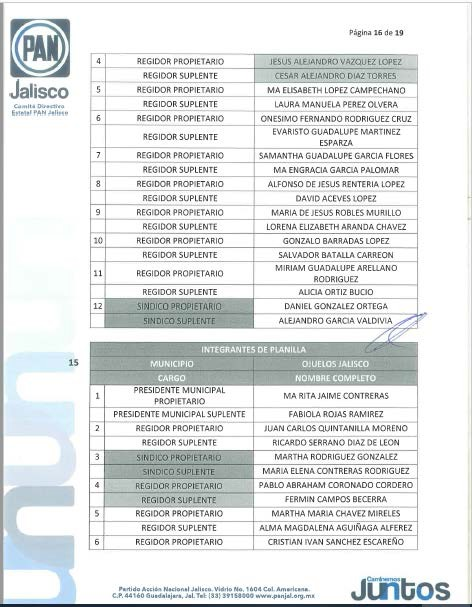 Página 16 de 19
PAN
Jalisco
Comité Directivo
Estatal PAN Jalisco
4 REGIDOR PROPIETARIO JESUS ALEJANDRO VAZQUEZ LOPEZ
REGIDOR SUPLENTE CESAR ALEJANDRO DIAZ TORRES
5 REGIDOR PROPIETARIO MA ELISABETH LOPEZ CAMPECHANO
REGIDOR SUPLENTE LAURA MANUELA PEREZ OLVERA
6 REGIDOR PROPIETARIO ONESIMO FERNANDO RODRIGUEZ CRUZ
REGIDOR SUPLENTE EVARISTO GUADALUPE MARTINEZ
ESPARZA
7 REGIDOR PROPIETARIO SAMANTHA GUADALUPE GARCIA FLORES
REGIDOR SUPLENTE MA ENGRACIA GARCIA PALOMAR
8 REGIDOR PROPIETARIO ALFONSO DE JESUS RENTERIA LOPEZ
REGIDOR SUPLENTE DAVID ACEVES LOPEZ
9 REGIDOR PROPIETARIO MARIA DE JESUS ROBLES MURILLO
REGIDOR SUPLENTE LORENA ELIZABETH ARANDA CHAVEZ
10 REGIDOR PROPIETARIO GONZALO BARRADAS LOPEZ
REGIDOR SUPLENTE SALVADOR BATALLA CARREON
11 REGIDOR PROPIETARIO MIRIAM GUADALUPE ARELLANO
RODRIGUEZ
REGIDOR SUPLENTE ALICIA ORTIZ BUCIO
12 SINDICO PROPIETARIO DANIEL GONZALEZ ORTEGA
SINDICO SUPLENTE ALEJANDRO GARCIA VALDIVIA
15
INTEGRANTES DE PLANILLA
MUNICIPIO OJUELOS JALISCO
CARGO NOMBRE COMPLETO
1 PRESIDENTE MUNICIPAL
PROPIETARIO MA RITA JAIME CONTRERAS
PRESIDENTE MUNICIPAL SUPLENTE FABIOLA ROJAS RAMIREZ
2 REGIDOR PROPIETARIO JUAN CARLOS QUINTANILLA MORENO
REGIDOR SUPLENTE RICARDO SERRANO DIAZ DE LEON
3 SINDICO PROPIETARIO MARTHA RODRIGUEZ GONZALEZ
SINDICO SUPLENTE MARIA ELENA CONTRERAS RODRIGUEZ
4 REGIDOR PROPIETARIO PABLO ABRAHAM CORONADO CORDERO
REGIDOR SUPLENTE FERMIN CAMPOS BECERRA
5 REGIDOR PROPIETARIO MARTHA MARIA CHAVEZ MIRELES
REGIDOR SUPLENTE ALMA MAGDALENA AGUIÑAGA ALFEREZ
6 REGIDOR PROPIETARIO CRISTIAN IVAN SANCHEZ ESCAREÑO
Partido Acción Nacional Jalisco. Vidrio No. 1604 Col. Americana.
C.P. 44160 Guadalajara, Jal. Tel: (33) 39158000 www.panjal.org.mx
Caminemos
Juntos